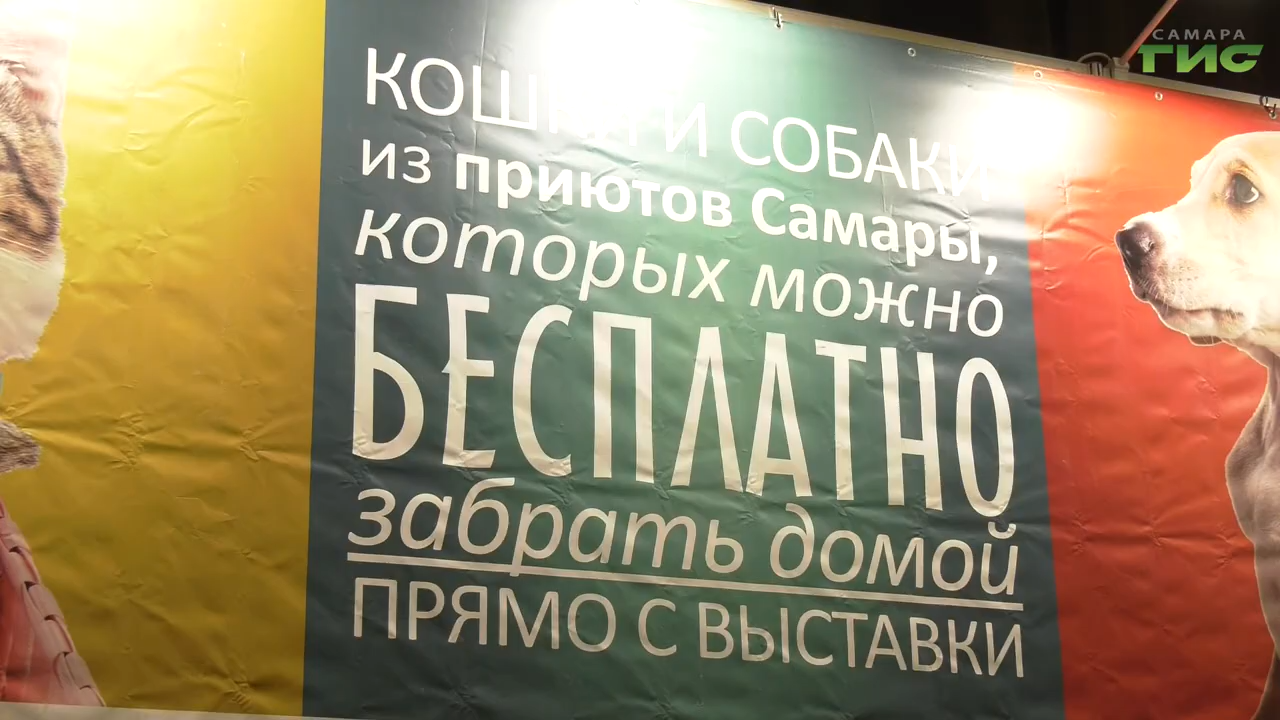 САМАРА
ГИС
КОШКИ И СОБАКИ
из приютов Самары,
которых можно
БЕСПЛАТНО
забрать домой
ПРЯМО С ВЫСТАВКИ